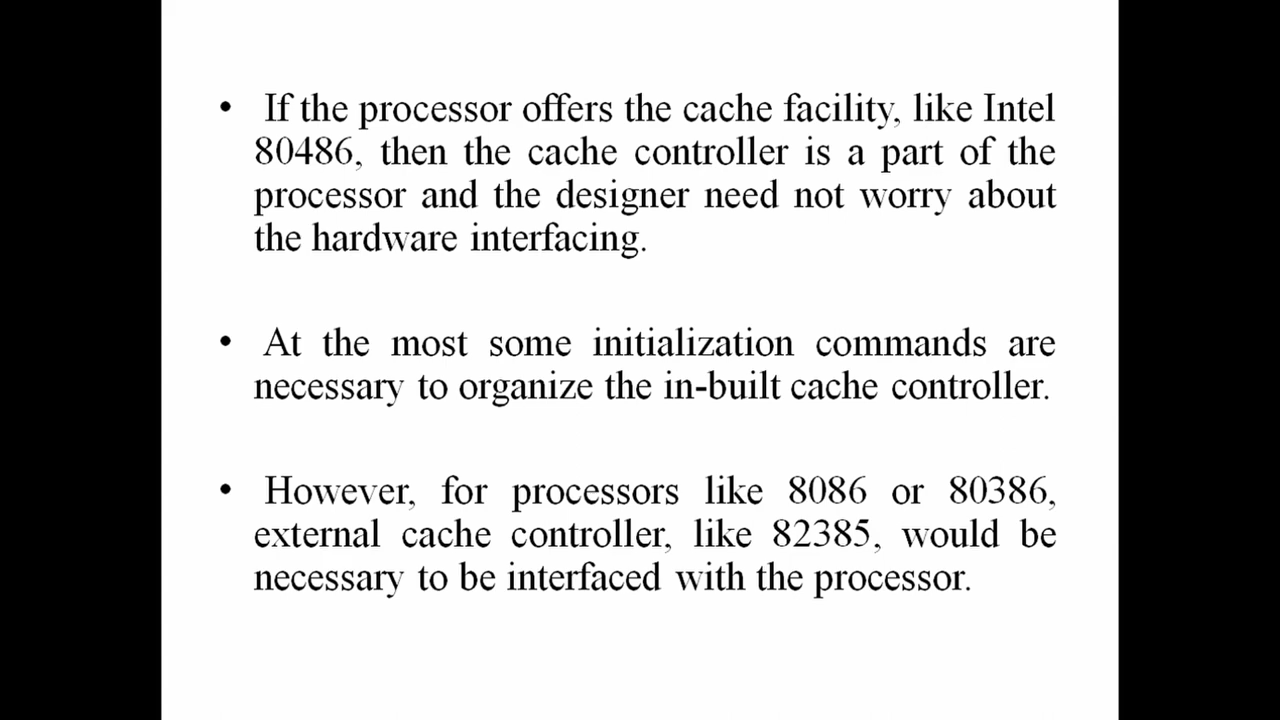 • If the processor offers the cache facility, like Intel
80486, then the cache controller is a part of the
processor and the designer need not worry about
the hardware interfacing.
• At the most some initialization commands are
necessary to organize the in-built cache controller.
• However, for processors like 8086 or 80386,
external cache controller, like 82385, would be
necessary to be interfaced with the processor.